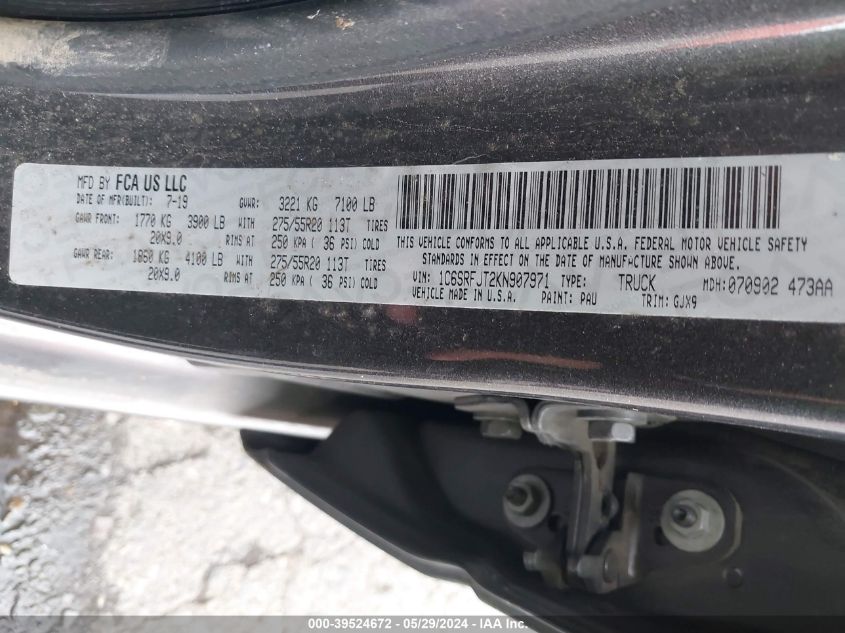 MFD BY FCA US LLC
DATE OF MFR(BUILT): 7-19 GVWR: 3221 KG 7100 LB
GAWR FRONT: 1770 KG 3900 LB WITH 275/55R20 113T TIRES
20X9.0 RIMS AT 250 KPA ( 36 PSI) COLD
GAWR REAR: 1860 KG 4100 LB WITH 275/55R20 113T TIRES
20X9.0 RIMS AT 250 KPA ( 36 PSI) COLD
THIS VEHICLE CONFORMS TO ALL APPLICABLE U.S.A. FEDERAL MOTOR VEHICLE SAFETY
STANDARDS IN EFFECT ON THE DATE OF MANUFACTURE SHOWN ABOVE.
VIN: 1C6SRFJT2KN907971 TYPE: TRUCK MDH: 070902 473AA
VEHICLE MADE IN U.S.A. PAINT: PAU TRIM: GJX9
000-39524672 - 05/29/2024 - IAA Inc.